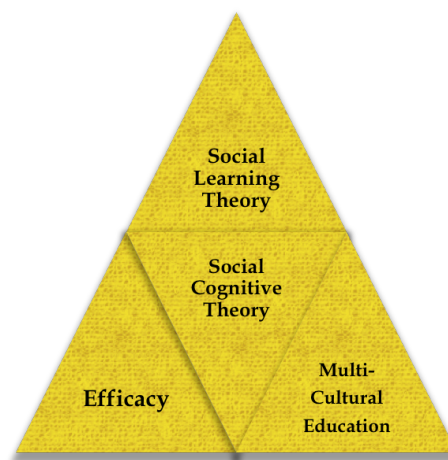 Social
Learning
Theory
Social
Cognitive
Theory
Efficacy
Multi-
Cultural
Education